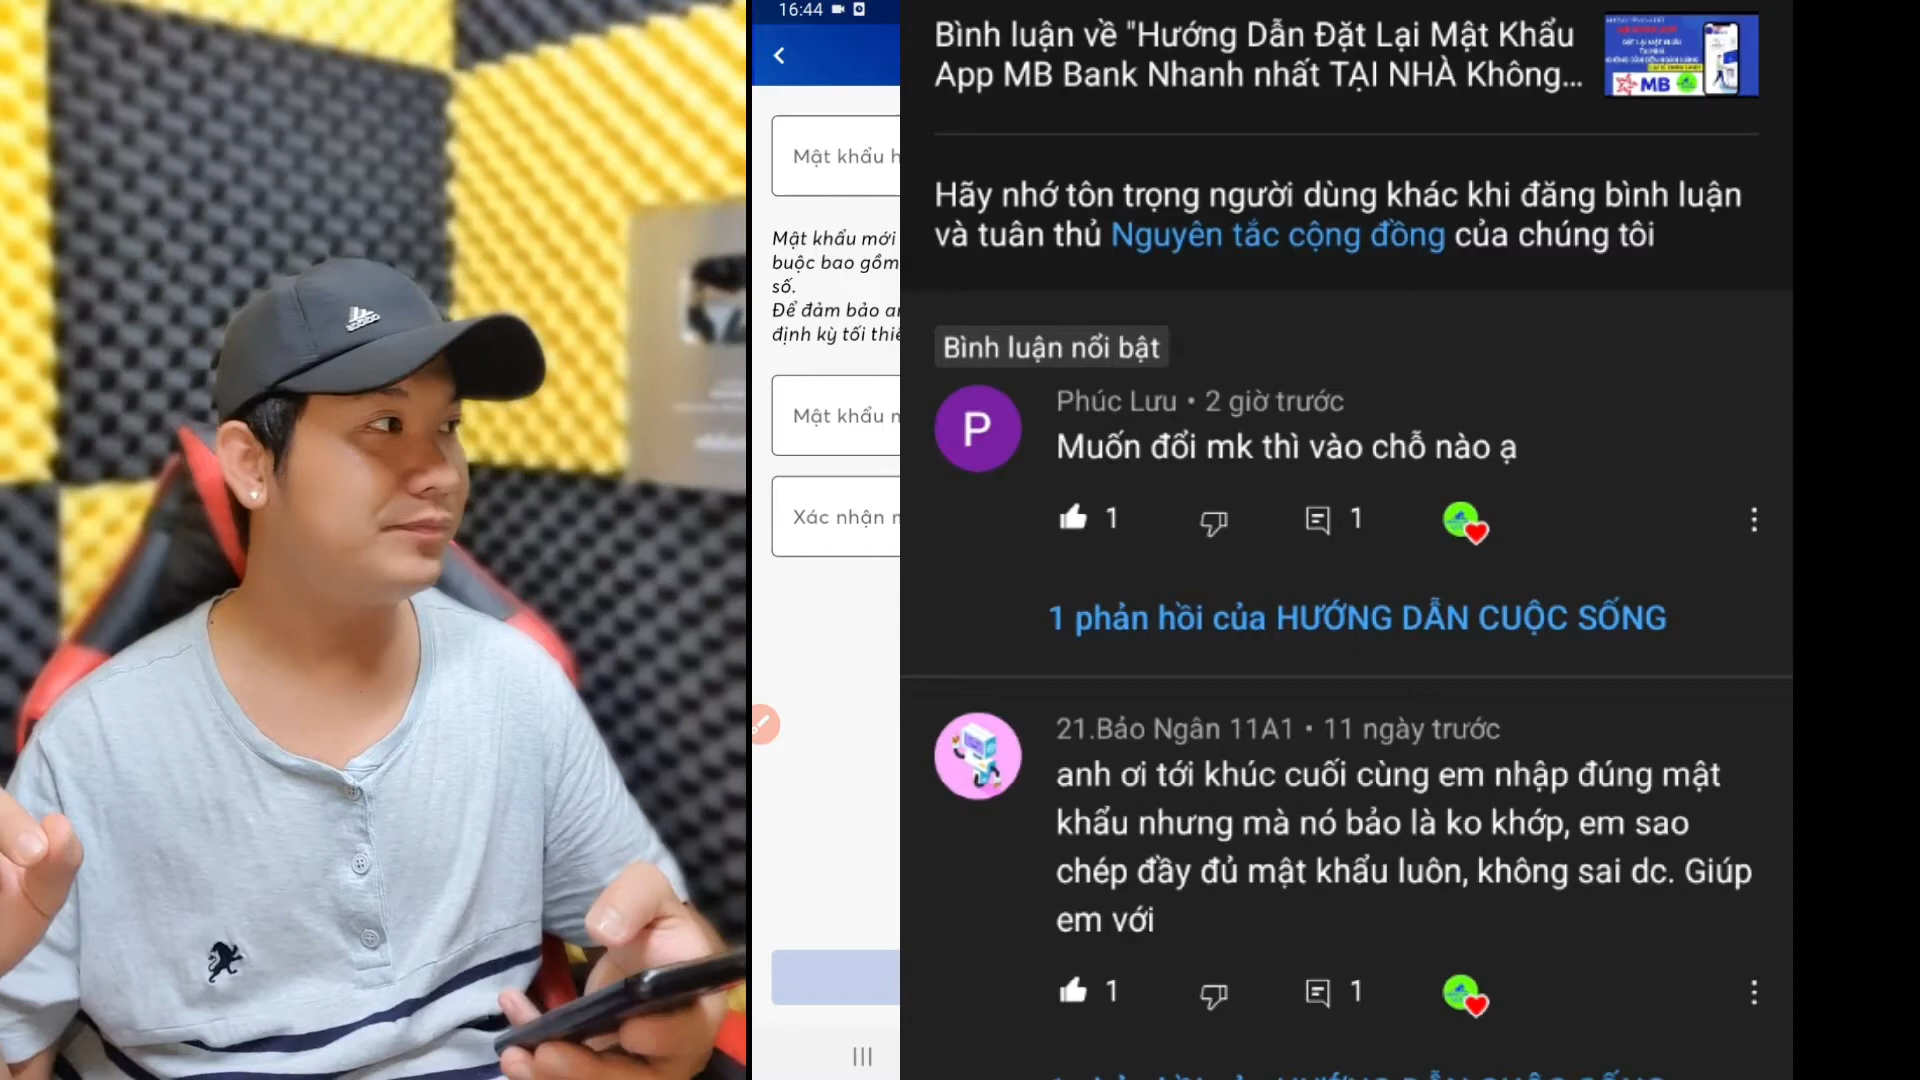 16:44
Mật khẩu h
Mật khẩu mới
buộc bao gồm
số.
Để đảm bảo
định kỳ tối
Mật khẩu
Xác nhận
Bình luận về "Hướng Dẫn Đặt Lại Mật Khẩu
App MB Bank Nhanh nhất TẠI NHÀ Không...
MB
Hãy nhớ tôn trọng người dùng khác khi đăng bình luận
và tuân thủ Nguyên tắc cộng đồng của chúng tôi
Bình luận nổi bật
P
Phúc Lưu • 2 giờ trước
Muốn đổi mk thì vào chỗ nào ạ
1
1
1 phản hồi của HƯỚNG DẪN CUỘC SỐNG
21.Bảo Ngân 11A1 • 11 ngày trước
anh ơi tới khúc cuối cùng em nhập đúng mật
khẩu nhưng mà nó bảo là ko khớp, em sao
chép đầy đủ mật khẩu luôn, không sai dc. Giúp
em với
1
1